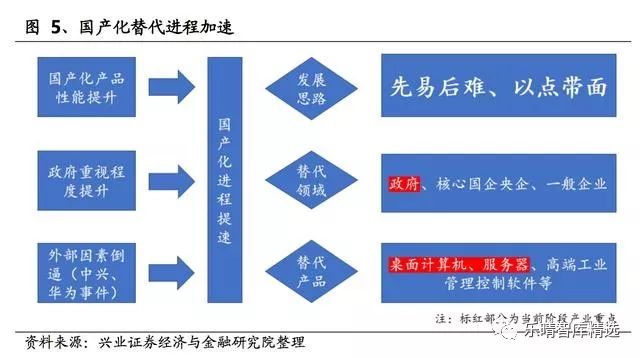 图 5、国产化替代进程加速
国产化产品
性能提升
政府重视程
度提升
外部因素倒
逼（中兴、
华为事件）
国产化进程提速
发展
思路
替代
领域
替代
产品
先易后难、以点带面
政府、核心国企央企、一般企业
桌面计算机、服务器、高端工业
管理控制软件等
注：标红部分为当前阶段产业重点
资料来源：兴业证券经济与金融研究院整理
乐晴智库精选